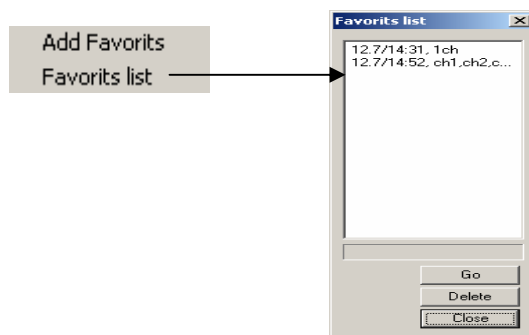 Add Favorits
Favorits list
Favorits list
12.7/14:31, 1ch
12.7/14:52, ch1,ch2,c...
Go
Delete
Close